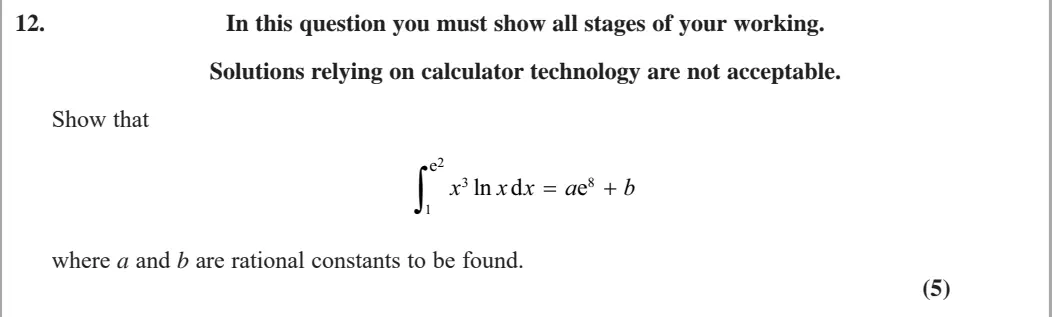 12. In this question you must show all stages of your working.
Solutions relying on calculator technology are not acceptable.
Show that
∫₁^{e²} x³ ln x dx = ae⁸ + b
where a and b are rational constants to be found.
(5)